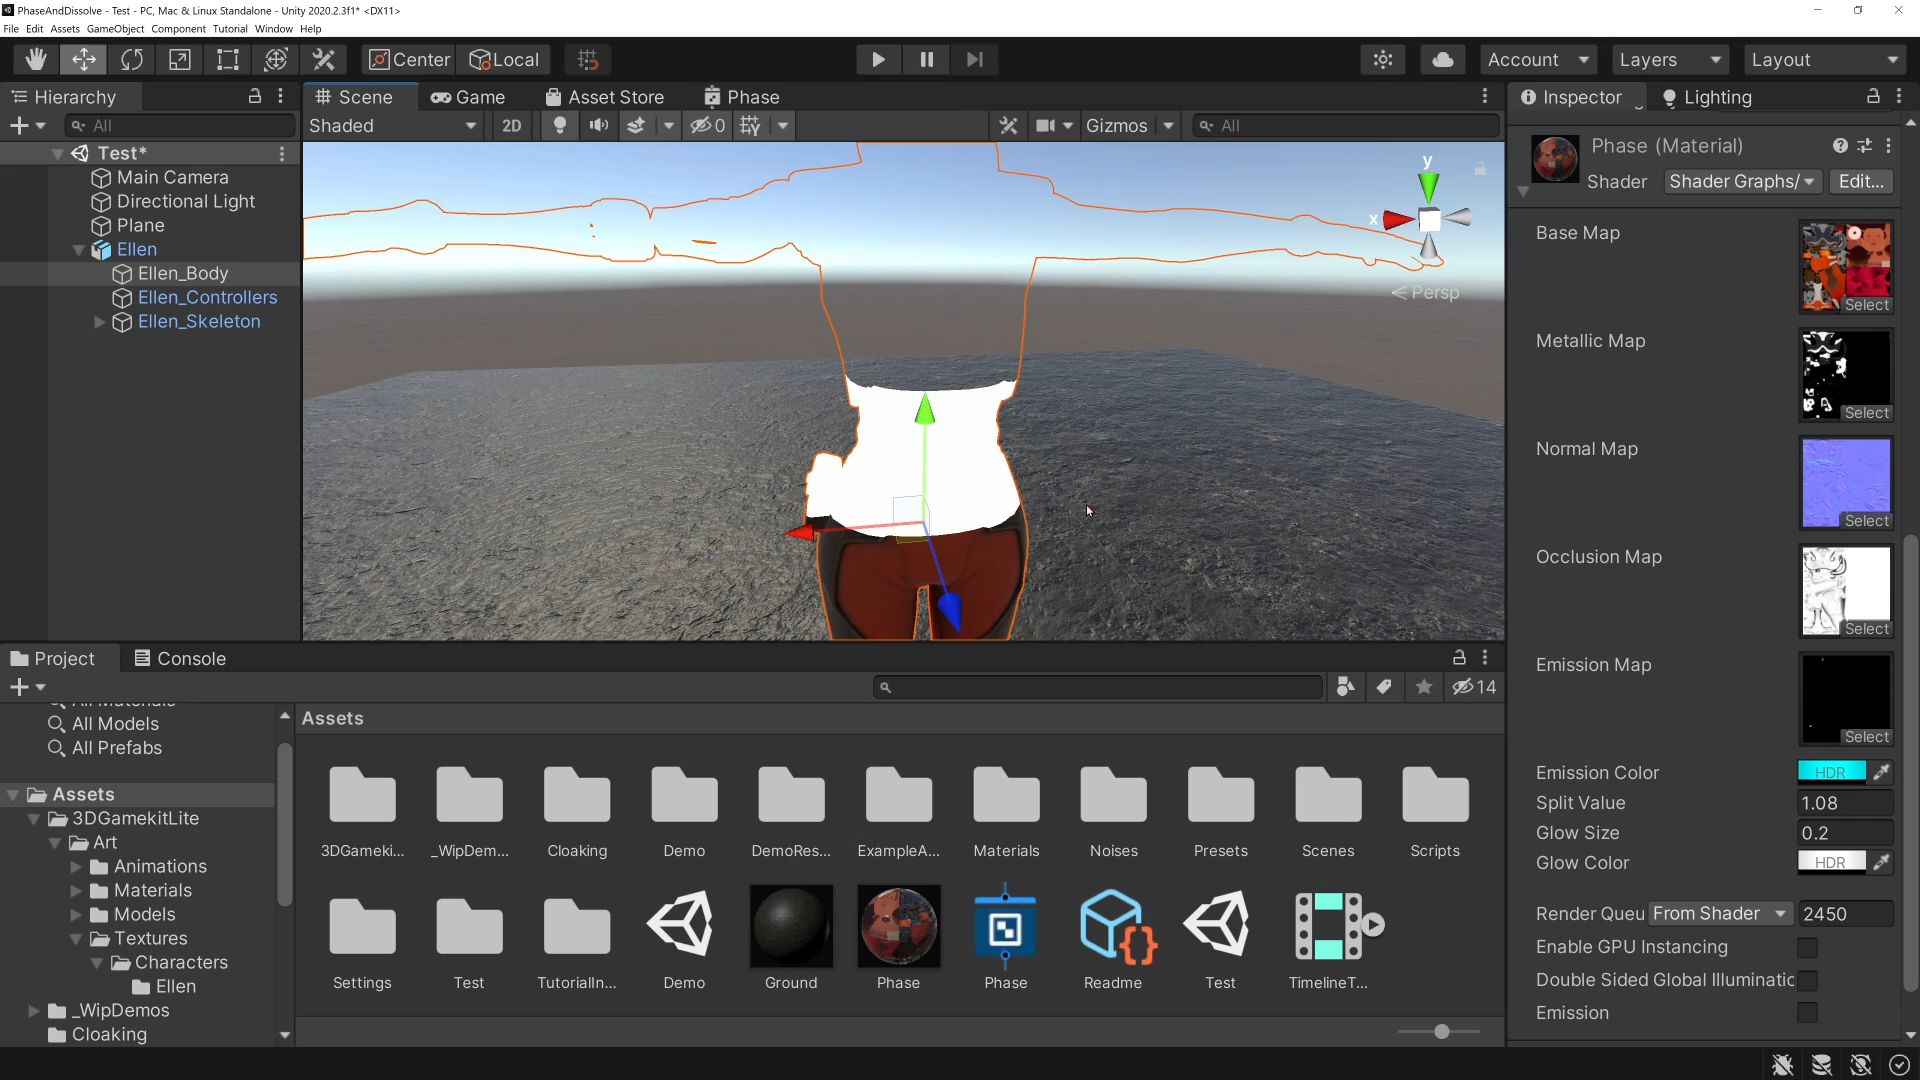 PhaseAndDissolve - Test - PC, Mac & Linux Standalone - Unity 2020.2.3f1* <DX11>
File Edit Assets GameObject Component Tutorial Window Help
Center Local Account Layers Layout
Hierarchy
All
Test*
Main Camera
Directional Light
Plane
Ellen
Ellen_Body
Ellen_Controllers
Ellen_Skeleton
Scene Game Asset Store Phase
Shaded 2D 0 Gizmos All
y
x
Persp
Inspector Lighting
Phase (Material)
Shader Shader Graphs/ Edit...
Base Map Select
Metallic Map Select
Normal Map Select
Occlusion Map Select
Emission Map Select
Emission Color HDR
Split Value 1.08
Glow Size 0.2
Glow Color HDR
Render Queu From Shader 2450
Enable GPU Instancing
Double Sided Global Illuminatic
Emission
Project Console
14
All Materials
All Models
All Prefabs
Assets
3DGamekitLite
Art
Animations
Materials
Models
Textures
Characters
Ellen
_WipDemos
Cloaking
Assets
3DGameki... _WipDem... Cloaking Demo DemoRes... ExampleA... Materials Noises Presets Scenes Scripts
Settings Test TutorialIn... Demo Ground Phase Phase Readme Test TimelineT...